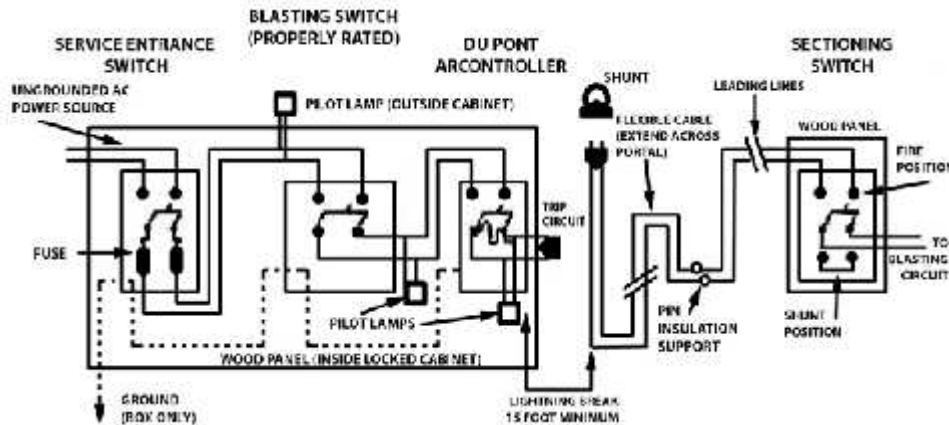 BLASTING SWITCH
(PROPERLY RATED)
SERVICE ENTRANCE
SWITCH
DU PONT
ARCONTROLLER
SECTIONING
SWITCH
UNGROUNDED AC
POWER SOURCE
PILOT LAMP (OUTSIDE CABINET)
SHUNT
LEADING LINES
FLEXIBLE CABLE
(EXTEND ACROSS
PORTAL)
WOOD PANEL
FIRE
POSITION
TRIP
CIRCUIT
FUSE
TO
BLASTING
CIRCUIT
PILOT LAMPS
PIN
INSULATION
SUPPORT
SHUNT
POSITION
WOOD PANEL (INSIDE LOCKED CABINET)
GROUND
(BOX ONLY)
LIGHTNING BREAK
15 FOOT MINIMUM